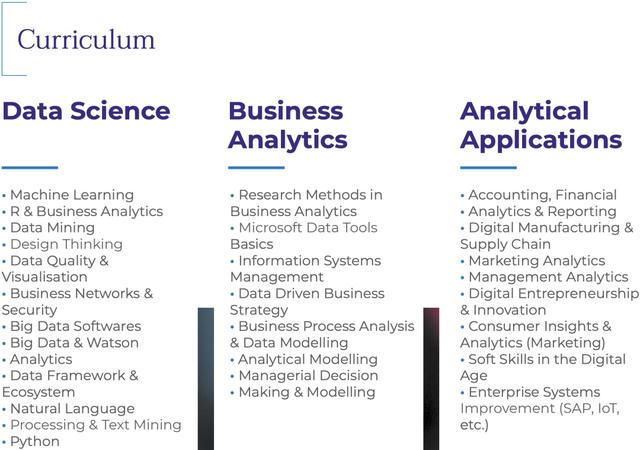 Curriculum
Data Science
• Machine Learning
• R & Business Analytics
• Data Mining
• Design Thinking
• Data Quality &
Visualisation
• Business Networks &
Security
• Big Data Softwares
• Big Data & Watson
• Analytics
• Data Framework &
Ecosystem
• Natural Language
• Processing & Text Mining
• Python
Business
Analytics
• Research Methods in
Business Analytics
• Microsoft Data Tools
Basics
• Information Systems
Management
• Data Driven Business
Strategy
• Business Process Analysis
& Data Modelling
• Analytical Modelling
• Managerial Decision
• Making & Modelling
Analytical
Applications
• Accounting, Financial
• Analytics & Reporting
• Digital Manufacturing &
Supply Chain
• Marketing Analytics
• Management Analytics
• Digital Entrepreneurship
& Innovation
• Consumer Insights &
Analytics (Marketing)
• Soft Skills in the Digital
Age
• Enterprise Systems
Improvement (SAP, IoT,
etc.)